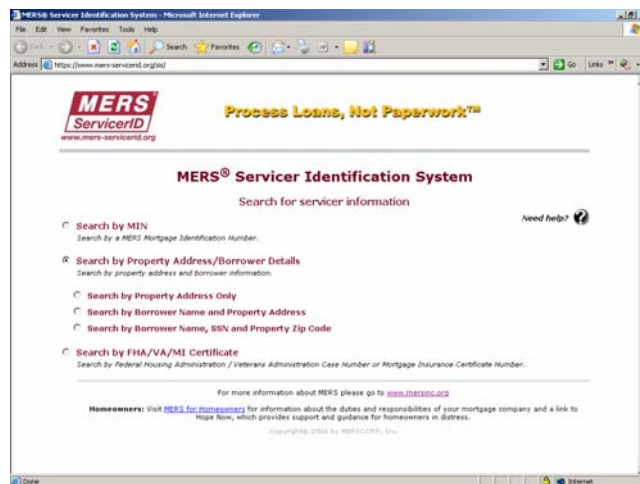 MERS® Servicer Identification System - Microsoft Internet Explorer
File Edit View Favorites Tools Help
Back Search Favorites
Address https://www.mers-servicerid.org/sis/ Go Links »
MERS
ServicerID
www.mers-servicerid.org
Process Loans, Not Paperwork™
MERS® Servicer Identification System
Search for servicer information
Need help? ?
Search by MIN
Search by a MERS Mortgage Identification Number.
Search by Property Address/Borrower Details
Search by property address and borrower information.
Search by Property Address Only
Search by Borrower Name and Property Address
Search by Borrower Name, SSN and Property Zip Code
Search by FHA/VA/MI Certificate
Search by Federal Housing Administration / Veterans Administration Case Number or Mortgage Insurance Certificate Number.
For more information about MERS please go to www.mersinc.org
Homeowners: Visit MERS for Homeowners for information about the duties and responsibilities of your mortgage company and a link to
Hope Now, which provides support and guidance for homeowners in distress.
Copyright© 2006 by MERSCORP, Inc.
Done Internet